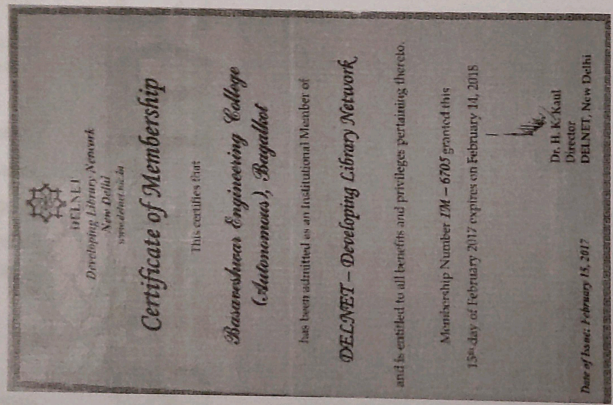 DELNET
Developing Library Network
New Delhi
www.delnet.nic.in
Certificate of Membership
This certifies that
Basaveshwar Engineering College
(Autonomous), Bagalkot
has been admitted as an Institutional Member of
DELNET – Developing Library Network
and is entitled to all benefits and privileges pertaining thereto.
Membership Number IM – 6705 granted this
15th day of February 2017 expires on February 14, 2018
Dr. H. K. Kaul
Director
DELNET, New Delhi
Date of Issue: February 15, 2017